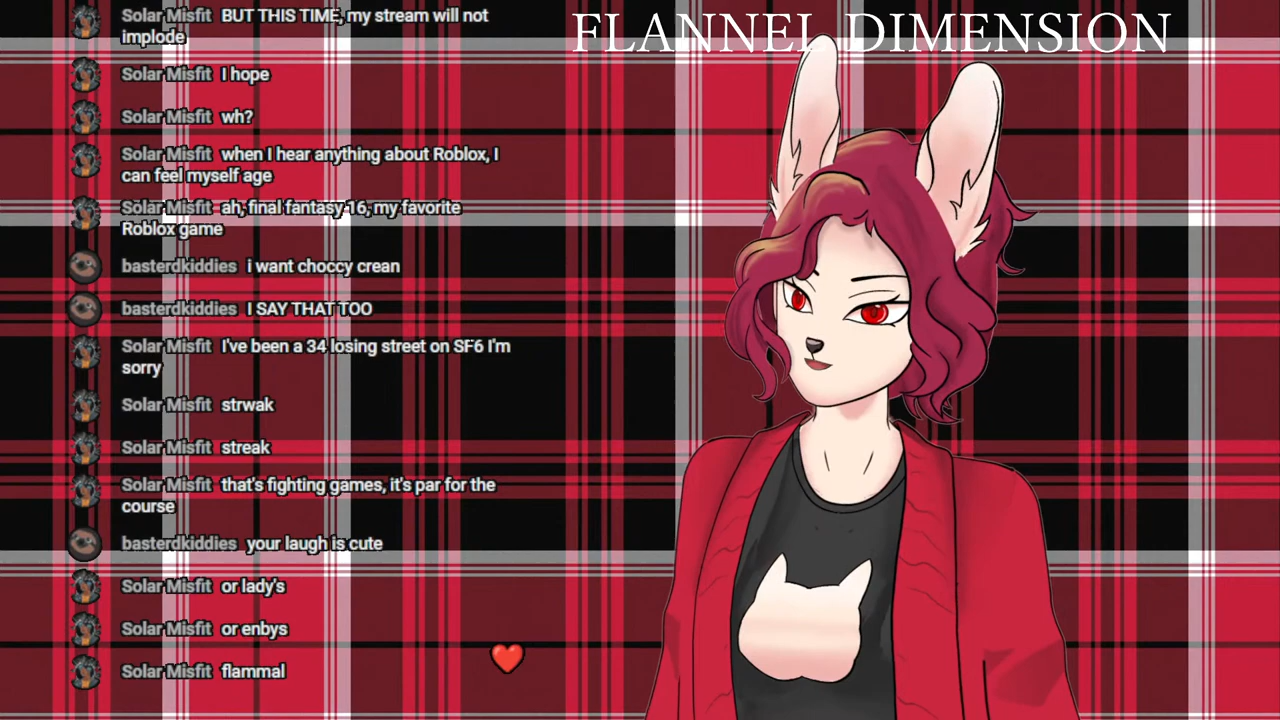 FLANNEL DIMENSION
Solar Misfit BUT THIS TIME, my stream will not
implode
Solar Misfit I hope
Solar Misfit wh?
Solar Misfit when I hear anything about Roblox, I
can feel myself age
Solar Misfit ah, final fantasy 16, my favorite
Roblox game
basterdkiddies i want choccy crean
basterdkiddies I SAY THAT TOO
Solar Misfit I've been a 34 losing street on SF6 I'm
sorry
Solar Misfit strwak
Solar Misfit streak
Solar Misfit that's fighting games, it's par for the
course
basterdkiddies your laugh is cute
Solar Misfit or lady's
Solar Misfit or enbys
Solar Misfit flammal